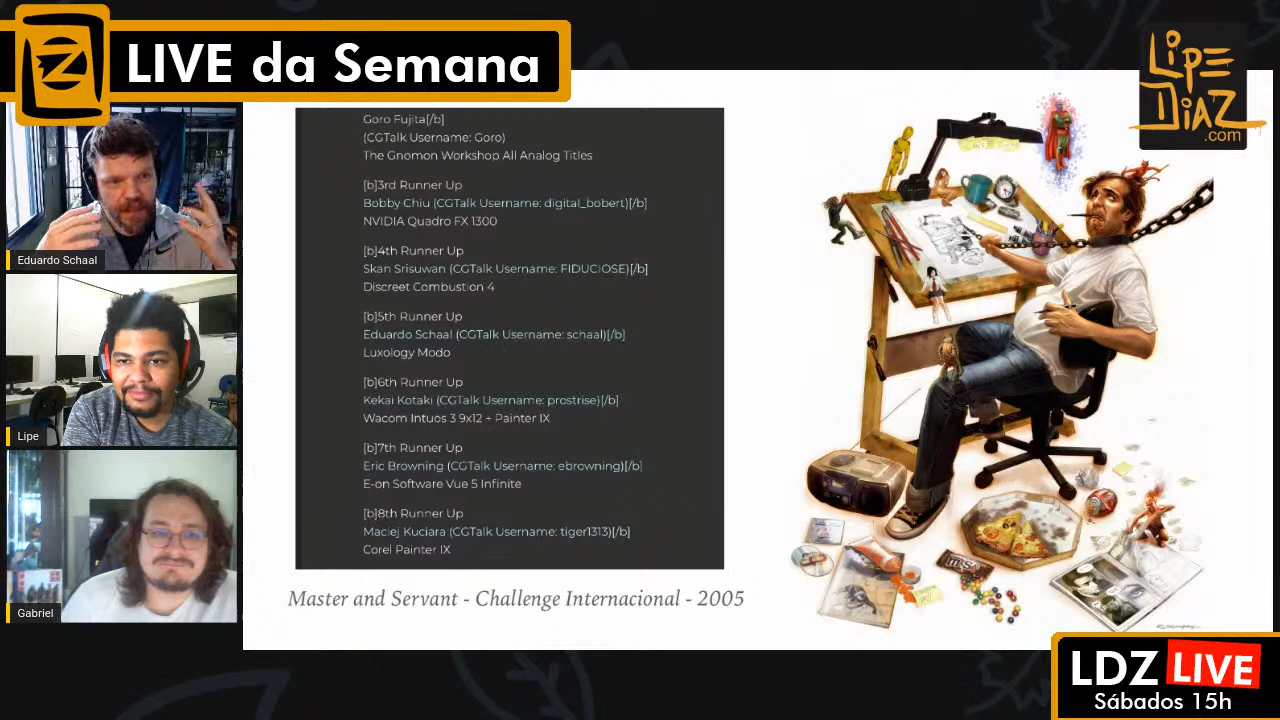 LIVE da Semana
LiPE
DiAZ
.com
Eduardo Schaal
Lipe
Gabriel
Goro Fujita[/b]
(CGTalk Username: Goro)
The Gnomon Workshop All Analog Titles
[b]3rd Runner Up
Bobby Chiu (CGTalk Username: digital_bobert)[/b]
NVIDIA Quadro FX 1300
[b]4th Runner Up
Skan Srisuwan (CGTalk Username: FIDUCIOSE)[/b]
Discreet Combustion 4
[b]5th Runner Up
Eduardo Schaal (CGTalk Username: schaal)[/b]
Luxology Modo
[b]6th Runner Up
Kekai Kotaki (CGTalk Username: prostrise)[/b]
Wacom Intuos 3 9x12 + Painter IX
[b]7th Runner Up
Eric Browning (CGTalk Username: ebrowning)[/b]
E-on Software Vue 5 Infinite
[b]8th Runner Up
Maciej Kuciara (CGTalk Username: tiger1313)[/b]
Corel Painter IX
Master and Servant - Challenge Internacional - 2005
LDZ LIVE
Sábados 15h